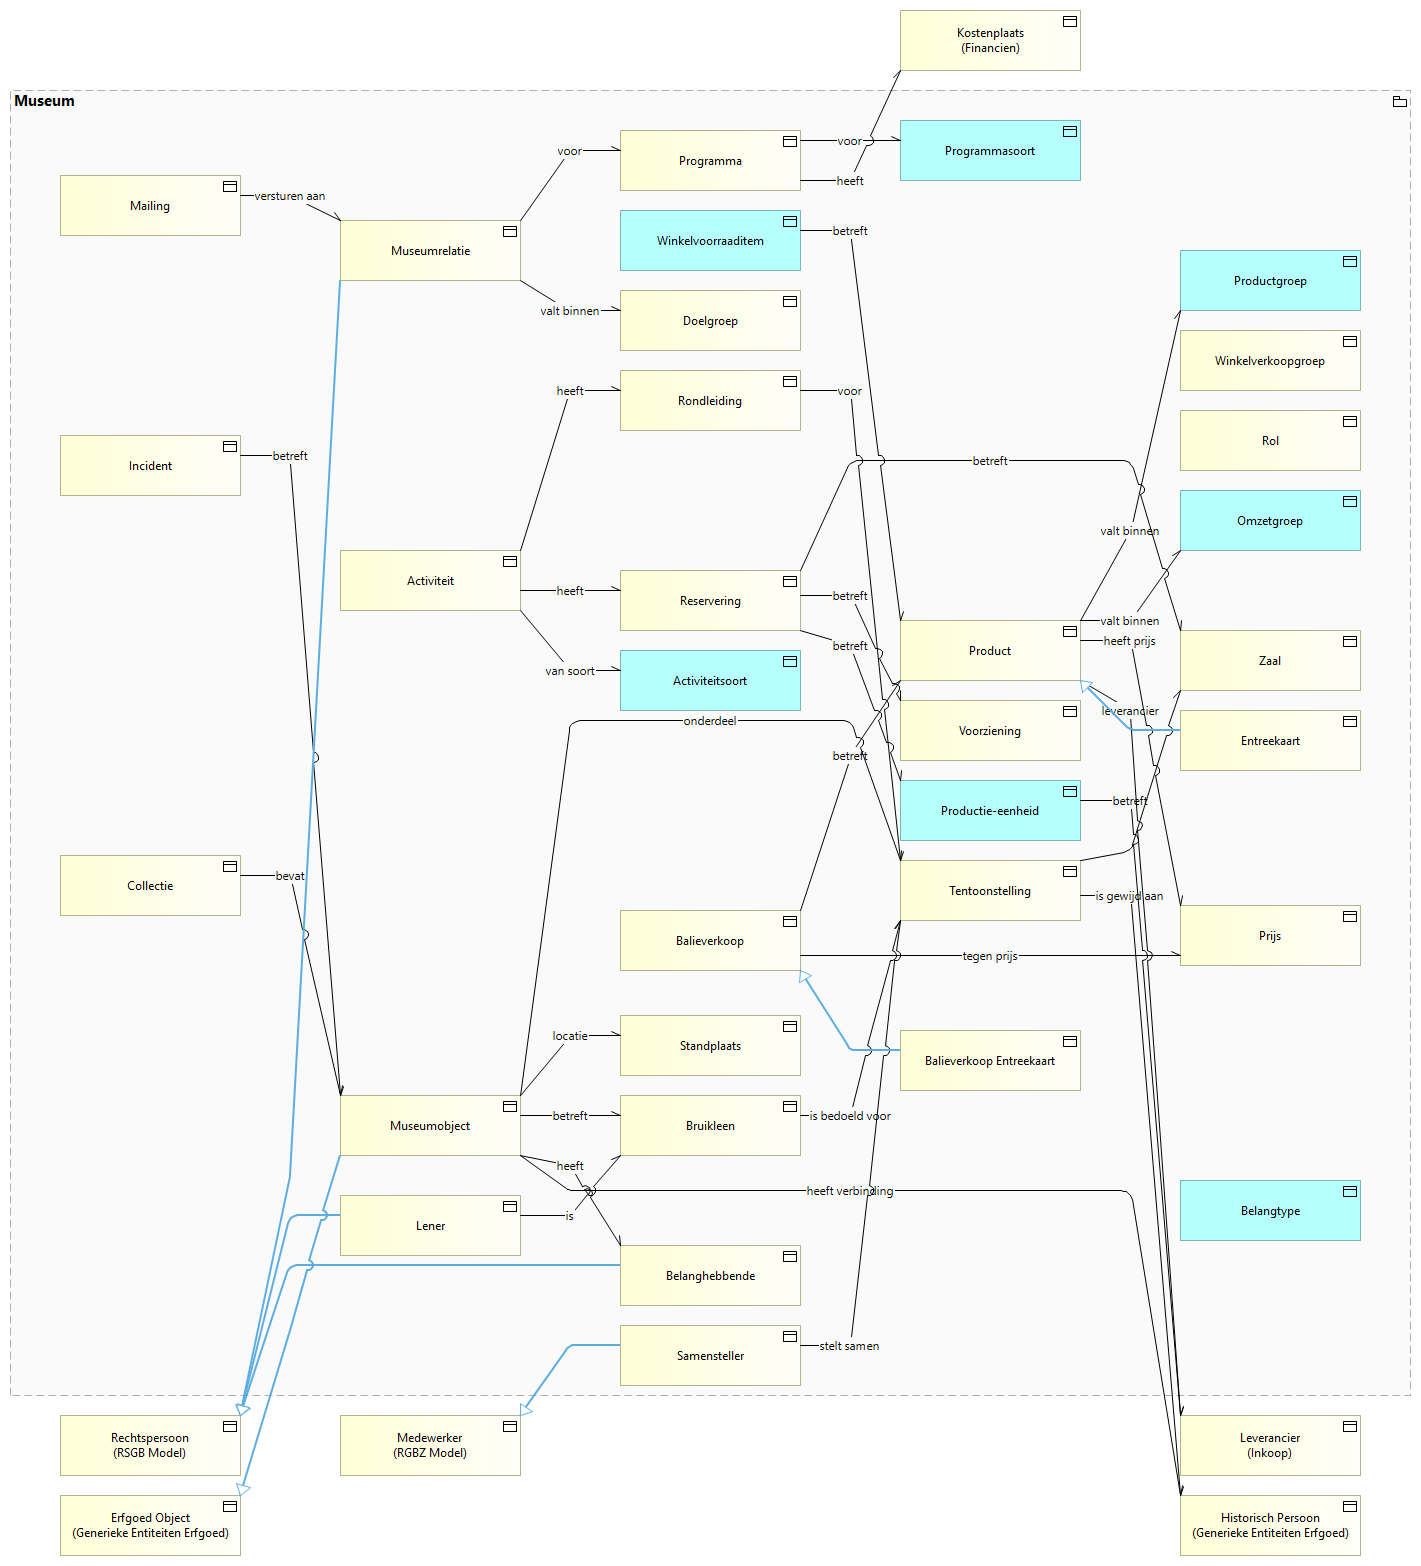 Kostenplaats
(Financien)
Museum
Programma
voor
Programmasoort
voor
heeft
Mailing
versturen aan
Museumrelatie
Winkelvoorraaditem
betreft
Productgroep
valt binnen
Doelgroep
Winkelverkoopgroep
heeft
Rondleiding
voor
Rol
Incident
betreft
betreft
Omzetgroep
valt binnen
Activiteit
heeft
Reservering
betreft
valt binnen
betreft
Product
heeft prijs
Zaal
van soort
Activiteitsoort
leverancier
onderdeel
Voorziening
Entreekaart
betreft
Productie-eenheid
betreft
Collectie
bevat
Tentoonstelling
is gewijd aan
Balieverkoop
tegen prijs
Prijs
locatie
Standplaats
Balieverkoop Entreekaart
Museumobject
betreft
Bruikleen
is bedoeld voor
heeft
heeft verbinding
Belangtype
Lener
is
Belanghebbende
Samensteller
stelt samen
Rechtspersoon
(RSGB Model)
Medewerker
(RGBZ Model)
Leverancier
(Inkoop)
Erfgoed Object
(Generieke Entiteiten Erfgoed)
Historisch Persoon
(Generieke Entiteiten Erfgoed)